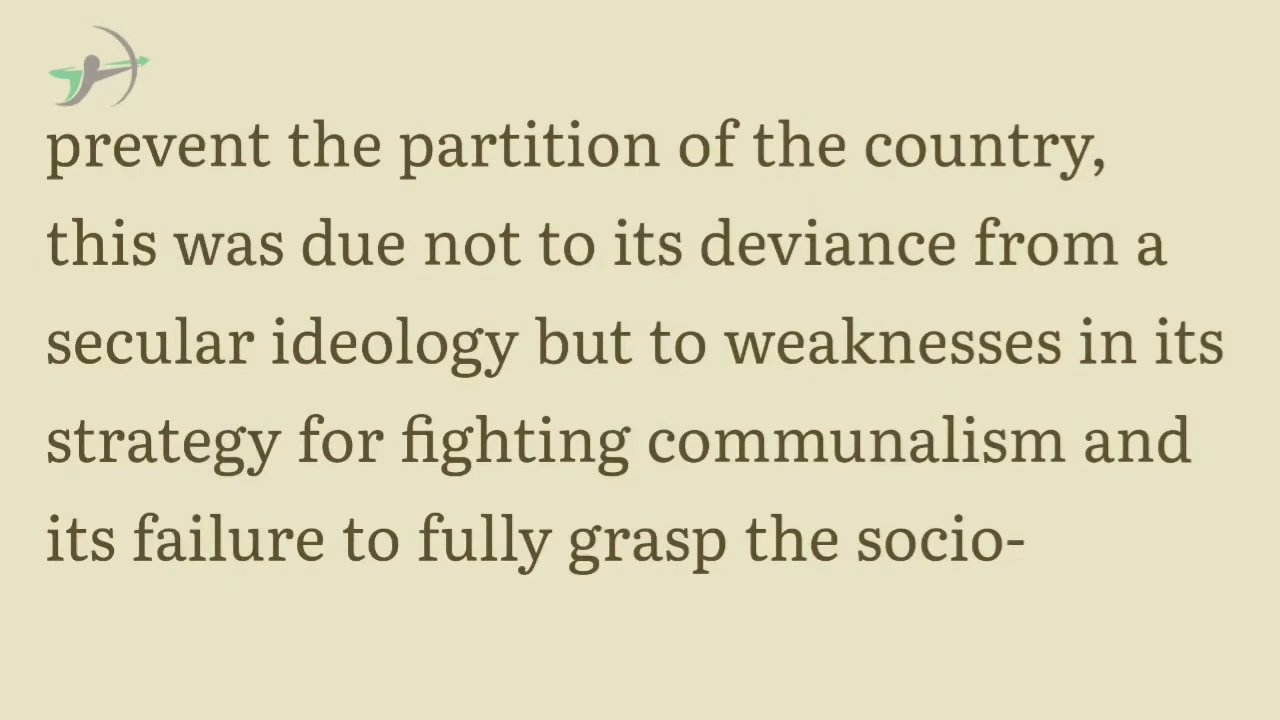 prevent the partition of the country,
this was due not to its deviance from a
secular ideology but to weaknesses in its
strategy for fighting communalism and
its failure to fully grasp the socio-